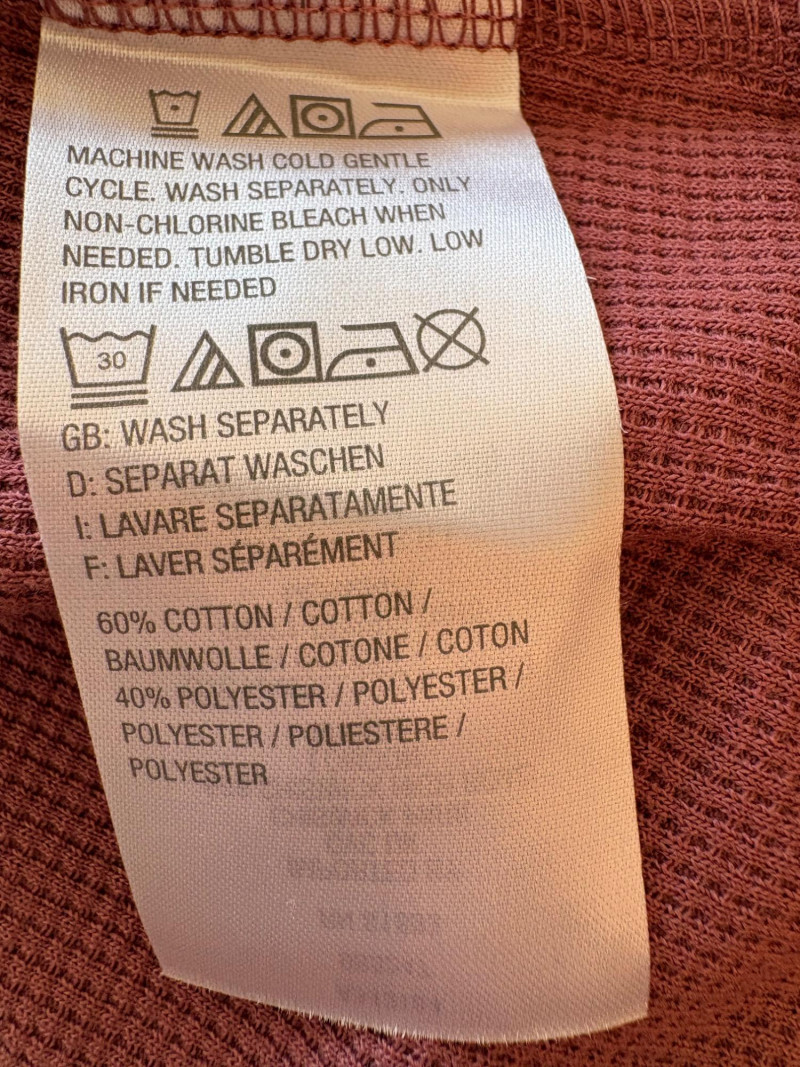 MACHINE WASH COLD GENTLE
CYCLE. WASH SEPARATELY. ONLY
NON-CHLORINE BLEACH WHEN
NEEDED. TUMBLE DRY LOW. LOW
IRON IF NEEDED
30
GB: WASH SEPARATELY
D: SEPARAT WASCHEN
I: LAVARE SEPARATAMENTE
F: LAVER SÉPARÉMENT
60% COTTON / COTTON /
BAUMWOLLE / COTONE / COTON
40% POLYESTER / POLYESTER /
POLYESTER / POLIESTERE /
POLYESTER